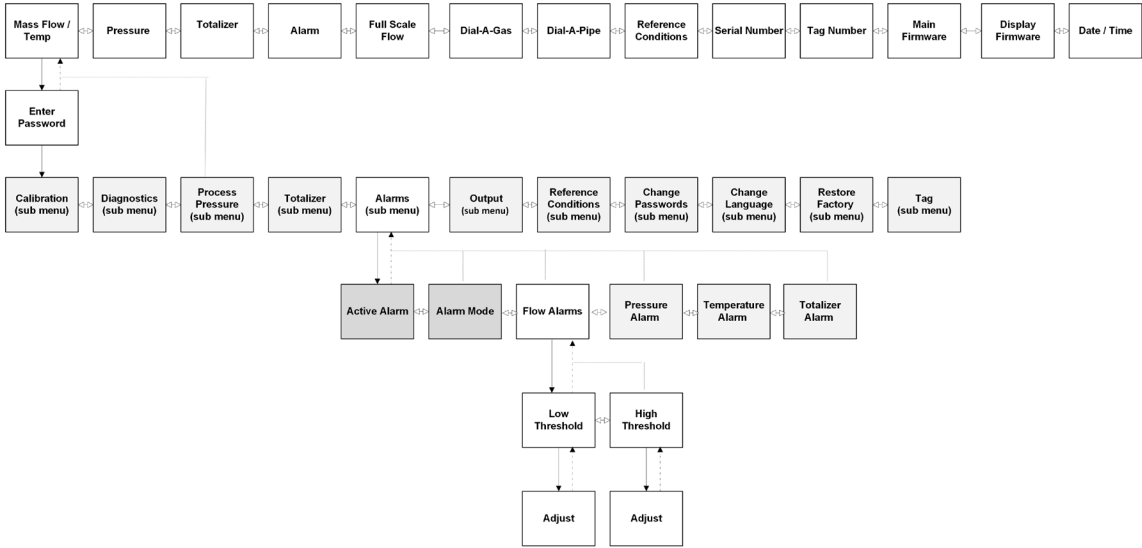 Mass Flow /
Temp
Pressure
Totalizer
Alarm
Full Scale
Flow
Dial-A-Gas
Dial-A-Pipe
Reference
Conditions
Serial Number
Tag Number
Main
Firmware
Display
Firmware
Date / Time
Enter
Password
Calibration
(sub menu)
Diagnostics
(sub menu)
Process
Pressure
(sub menu)
Totalizer
(sub menu)
Alarms
(sub menu)
Output
(sub menu)
Reference
Conditions
(sub menu)
Change
Passwords
(sub menu)
Change
Language
(sub menu)
Restore
Factory
(sub menu)
Tag
(sub menu)
Active Alarm
Alarm Mode
Flow Alarms
Pressure
Alarm
Temperature
Alarm
Totalizer
Alarm
Low
Threshold
High
Threshold
Adjust
Adjust